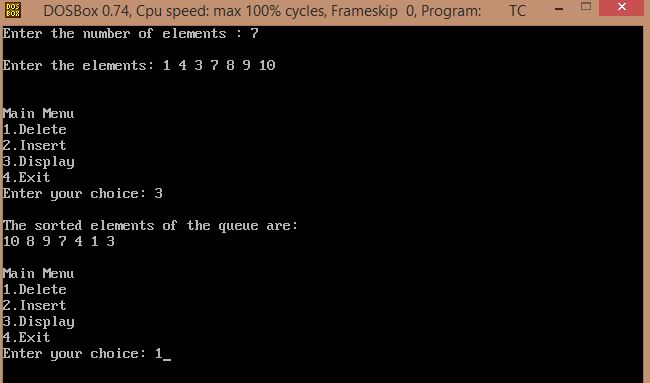 DOS
BOX
DOSBox 0.74, Cpu speed: max 100% cycles, Frameskip 0, Program: TC
Enter the number of elements : 7
Enter the elements: 1 4 3 7 8 9 10
Main Menu
1.Delete
2.Insert
3.Display
4.Exit
Enter your choice: 3
The sorted elements of the queue are:
10 8 9 7 4 1 3
Main Menu
1.Delete
2.Insert
3.Display
4.Exit
Enter your choice: 1_